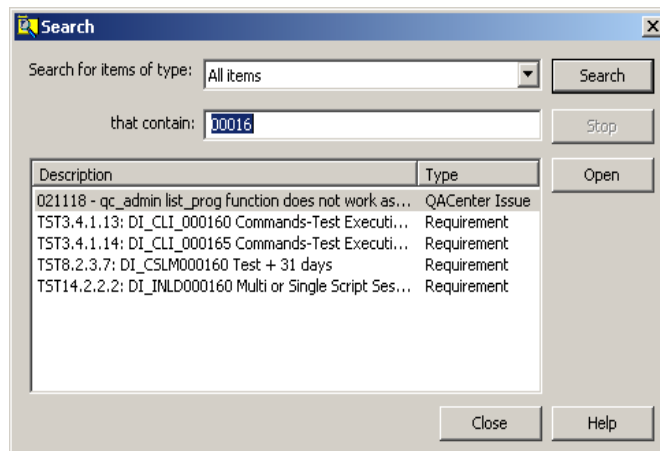 Search
Search for items of type: All items Search
that contain: 00016 Stop
Description Type Open
021118 - qc_admin list_prog function does not work as... QACenter Issue
TST3.4.1.13: DI_CLI_000160 Commands-Test Executi... Requirement
TST3.4.1.14: DI_CLI_000165 Commands-Test Executi... Requirement
TST8.2.3.7: DI_CSLM000160 Test + 31 days Requirement
TST14.2.2.2: DI_INLD000160 Multi or Single Script Ses... Requirement
Close Help